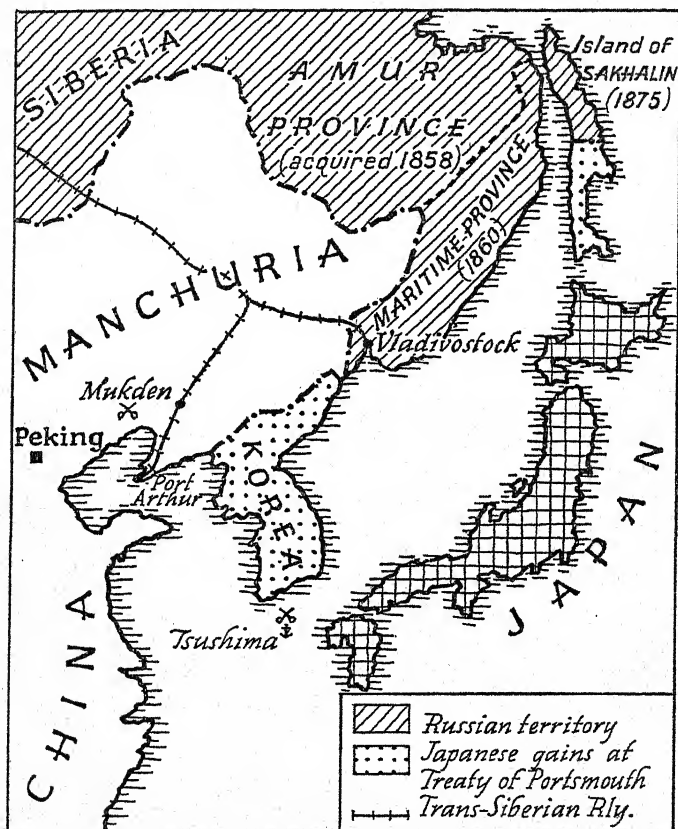 SIBERIA
AMUR
PROVINCE
(acquired 1858)
Island of
SAKHALIN
(1875)
MARITIME PROVINCE
(1860)
MANCHURIA
Vladivostock
Mukden
Peking
Port
Arthur
KOREA
JAPAN
Tsushima
CHINA
Russian territory
Japanese gains at
Treaty of Portsmouth
Trans-Siberian Rly.